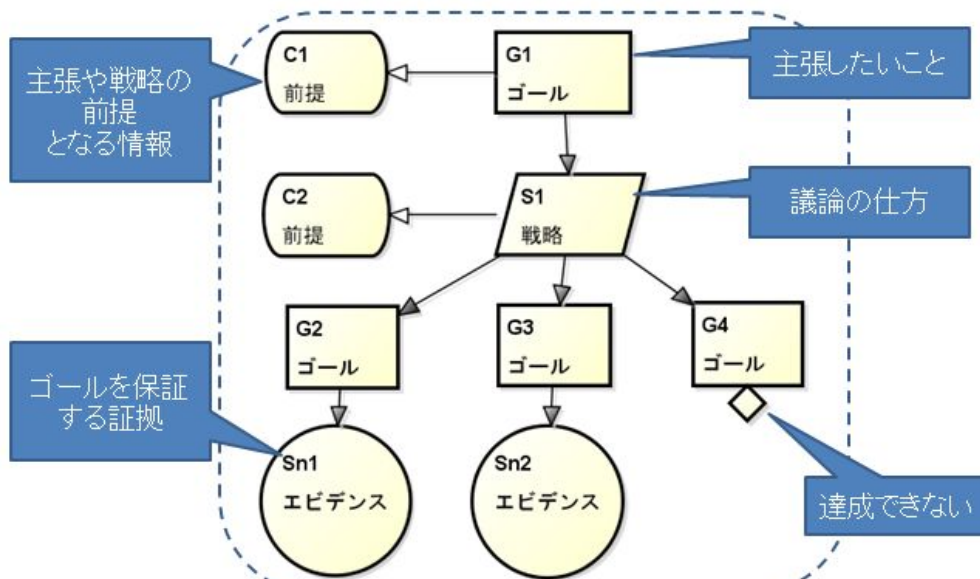 C1
前提
G1
ゴール
主張したいこと
主張や戦略の
前提
となる情報
C2
前提
S1
戦略
議論の仕方
G2
ゴール
G3
ゴール
G4
ゴール
ゴールを保証
する証拠
Sn1
エビデンス
Sn2
エビデンス
達成できない